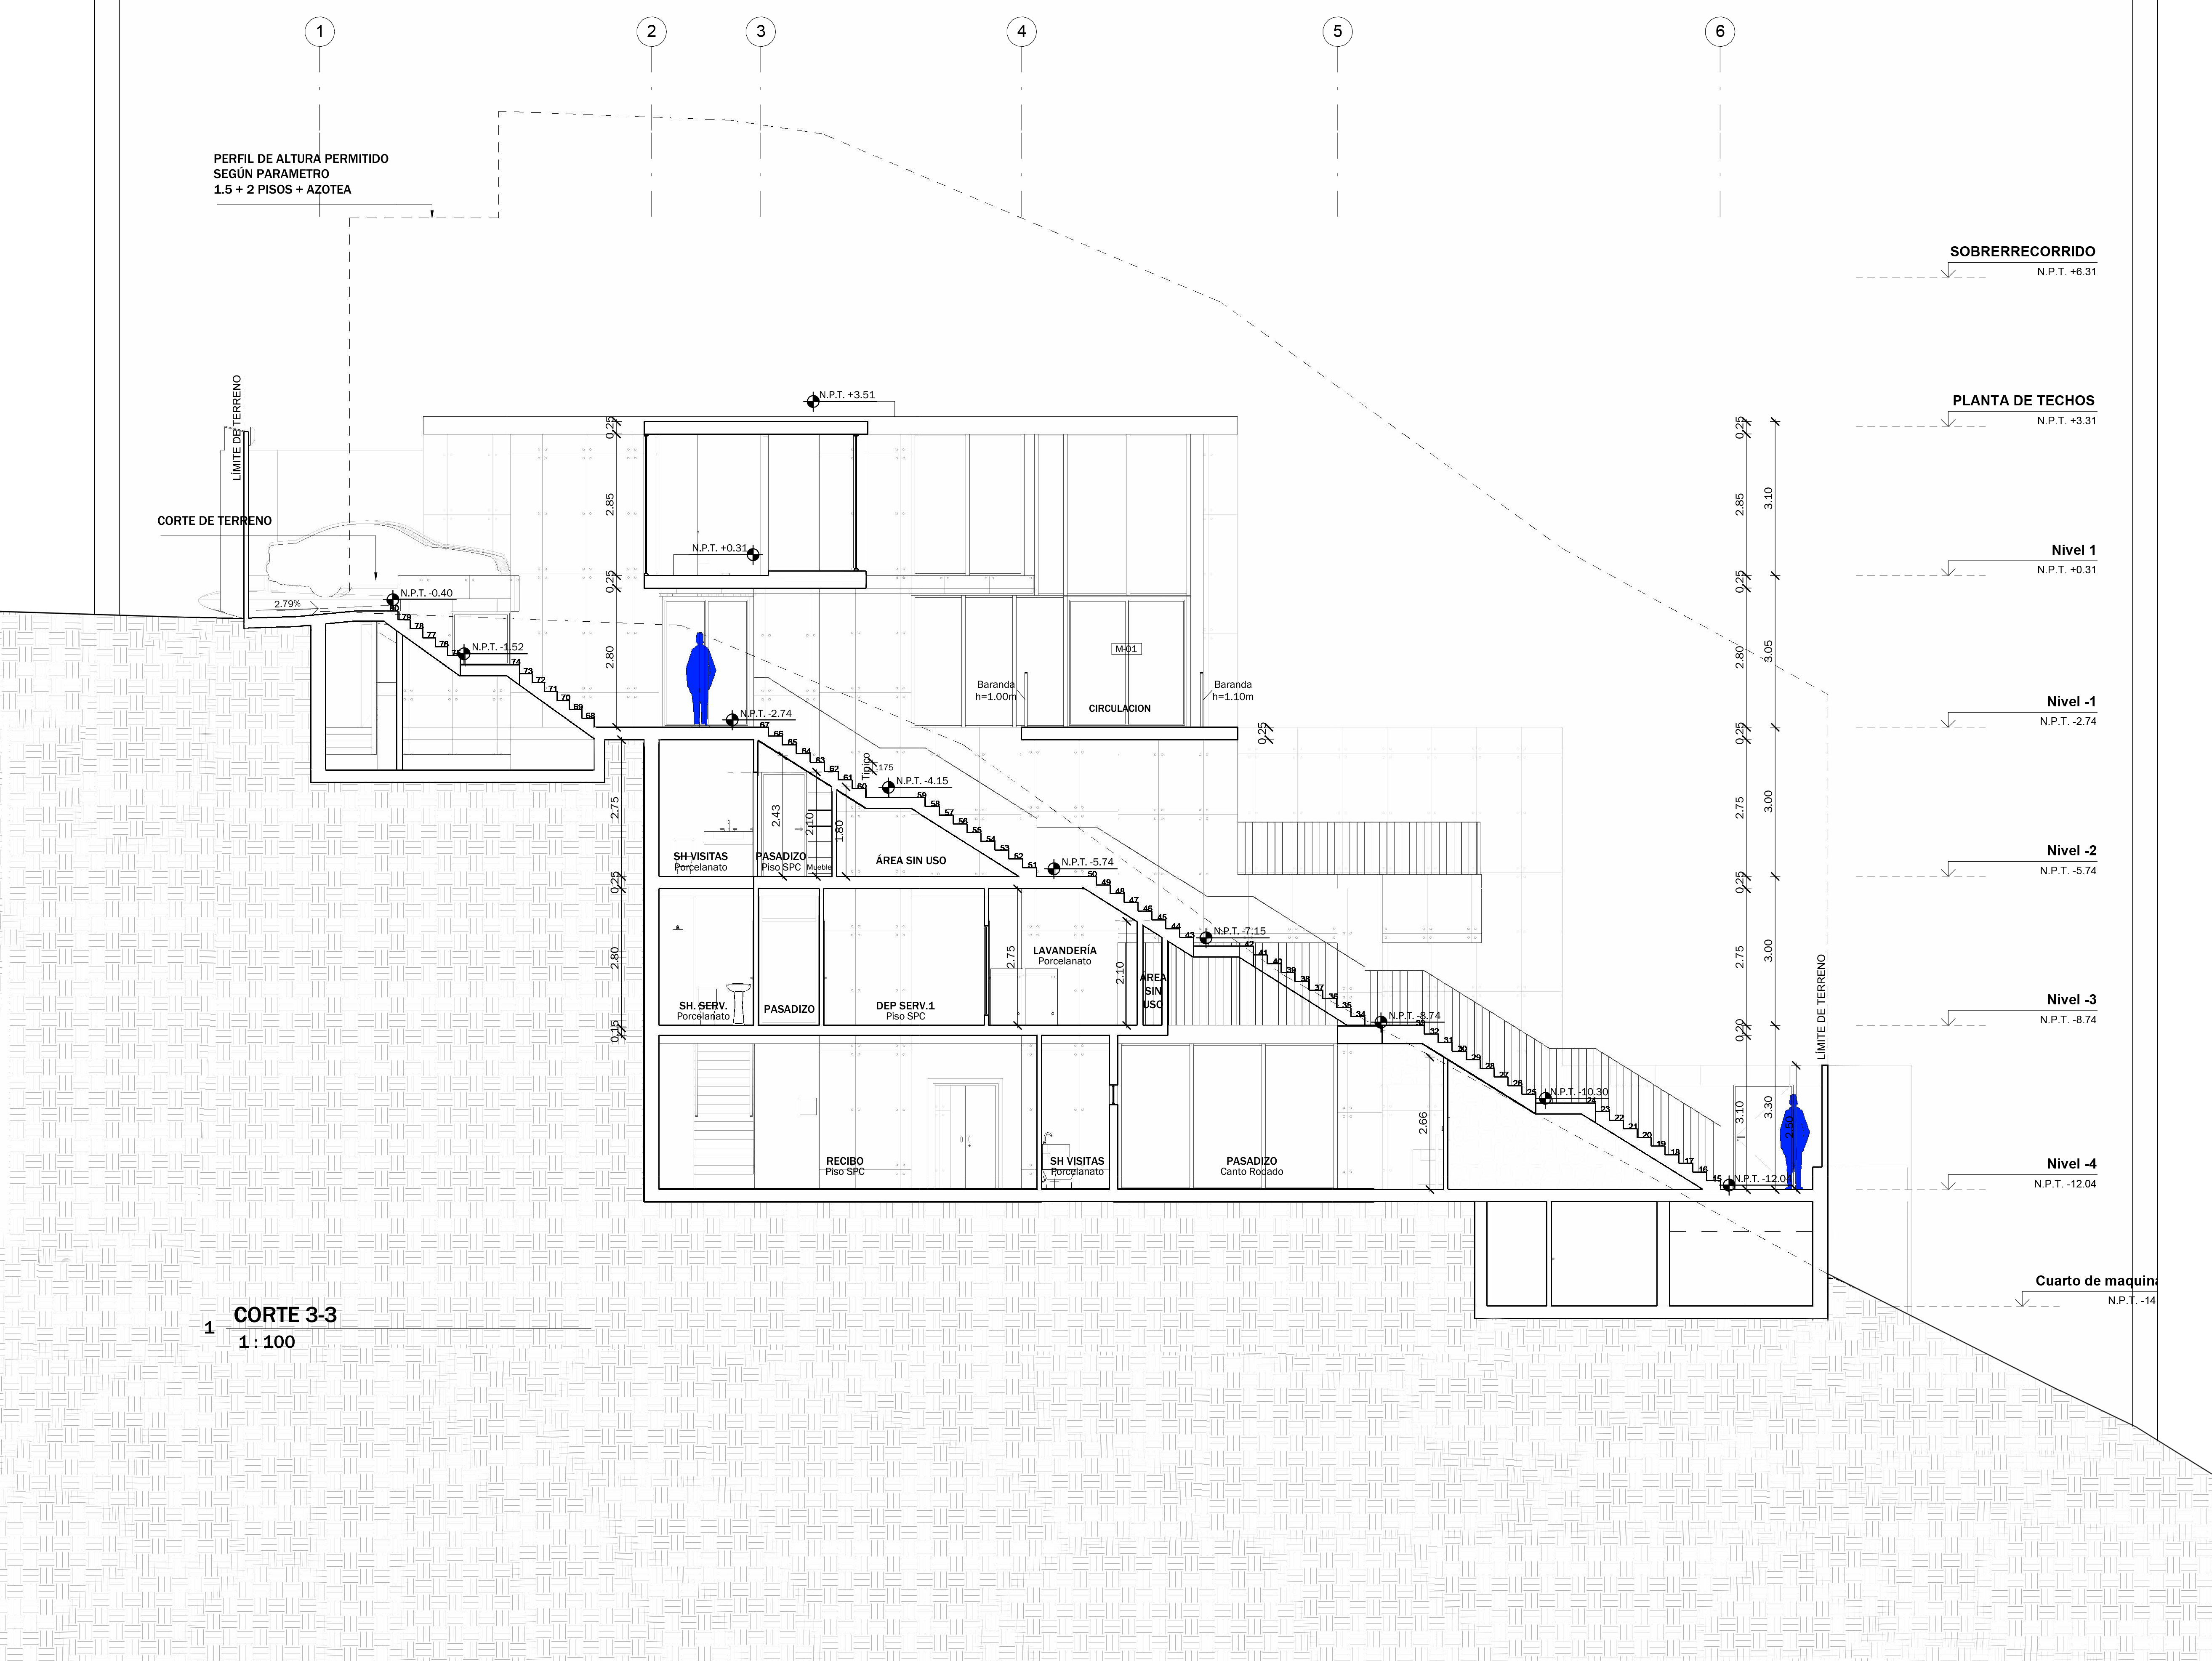 1
2
3
4
5
6
PERFIL DE ALTURA PERMITIDO
SEGÚN PARAMETRO
1.5 + 2 PISOS + AZOTEA
SOBRERRECORRIDO
N.P.T. +6.31
LÍMITE DE TERRENO
N.P.T. +3.51
PLANTA DE TECHOS
N.P.T. +3.31
0.25
0.25
2.85
2.85
3.10
CORTE DE TERRENO
N.P.T. +0.31
Nivel 1
N.P.T. +0.31
0.25
0.25
2.79%
N.P.T. -0.40
80
79
78
77
76
75
N.P.T. -1.52
74
73
72
71
70
69
68
2.80
2.80
3.05
M-01
Baranda
h=1.00m
Baranda
h=1.10m
CIRCULACION
Nivel -1
N.P.T. -2.74
N.P.T. -2.74
0.25
0.25
67
66
65
64
63
62
61
60
Típico
.175
N.P.T. -4.15
59
58
57
56
55
54
53
52
51
2.75
2.43
2.10
1.80
2.75
3.00
SH VISITAS
Porcelanato
PASADIZO
Piso SPC
Mueble
ÁREA SIN USO
N.P.T. -5.74
Nivel -2
N.P.T. -5.74
0.25
0.25
50
49
48
47
46
45
44
43
N.P.T. -7.15
42
41
40
39
38
37
36
35
34
2.80
2.75
2.10
2.75
3.00
LAVANDERÍA
Porcelanato
ÁREA
SIN
USO
SH. SERV.
Porcelanato
PASADIZO
DEP SERV.1
Piso SPC
LÍMITE DE TERRENO
Nivel -3
N.P.T. -8.74
N.P.T. -8.74
0.15
0.20
33
32
31
30
29
28
27
26
25
N.P.T. -10.30
24
23
22
21
20
19
18
17
16
15
2.66
3.10
3.30
2.50
RECIBO
Piso SPC
SH VISITAS
Porcelanato
PASADIZO
Canto Rodado
N.P.T. -12.04
Nivel -4
N.P.T. -12.04
Cuarto de maquina
N.P.T. -14.
1
CORTE 3-3
1 : 100